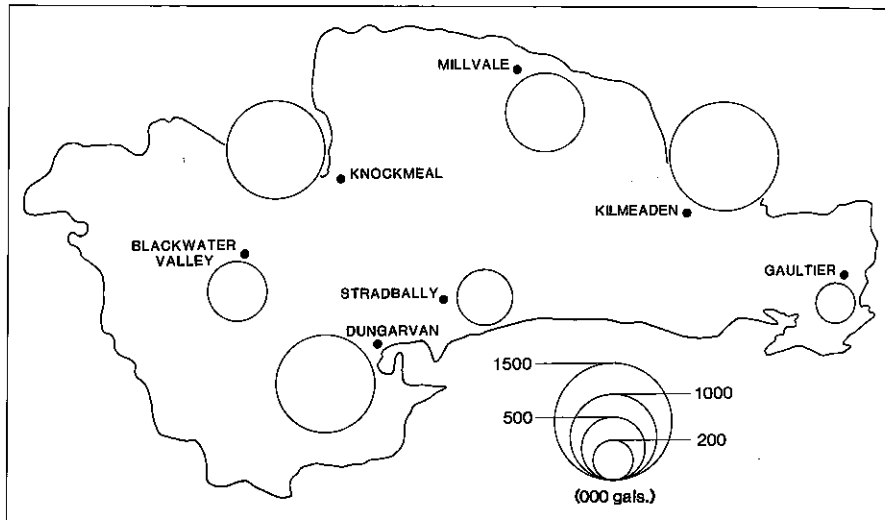 MILLVALE
KNOCKMEAL
KILMEADEN
BLACKWATER
VALLEY
GAULTIER
STRADBALLY
DUNGARVAN
1500
1000
500
200
(000 gals.)